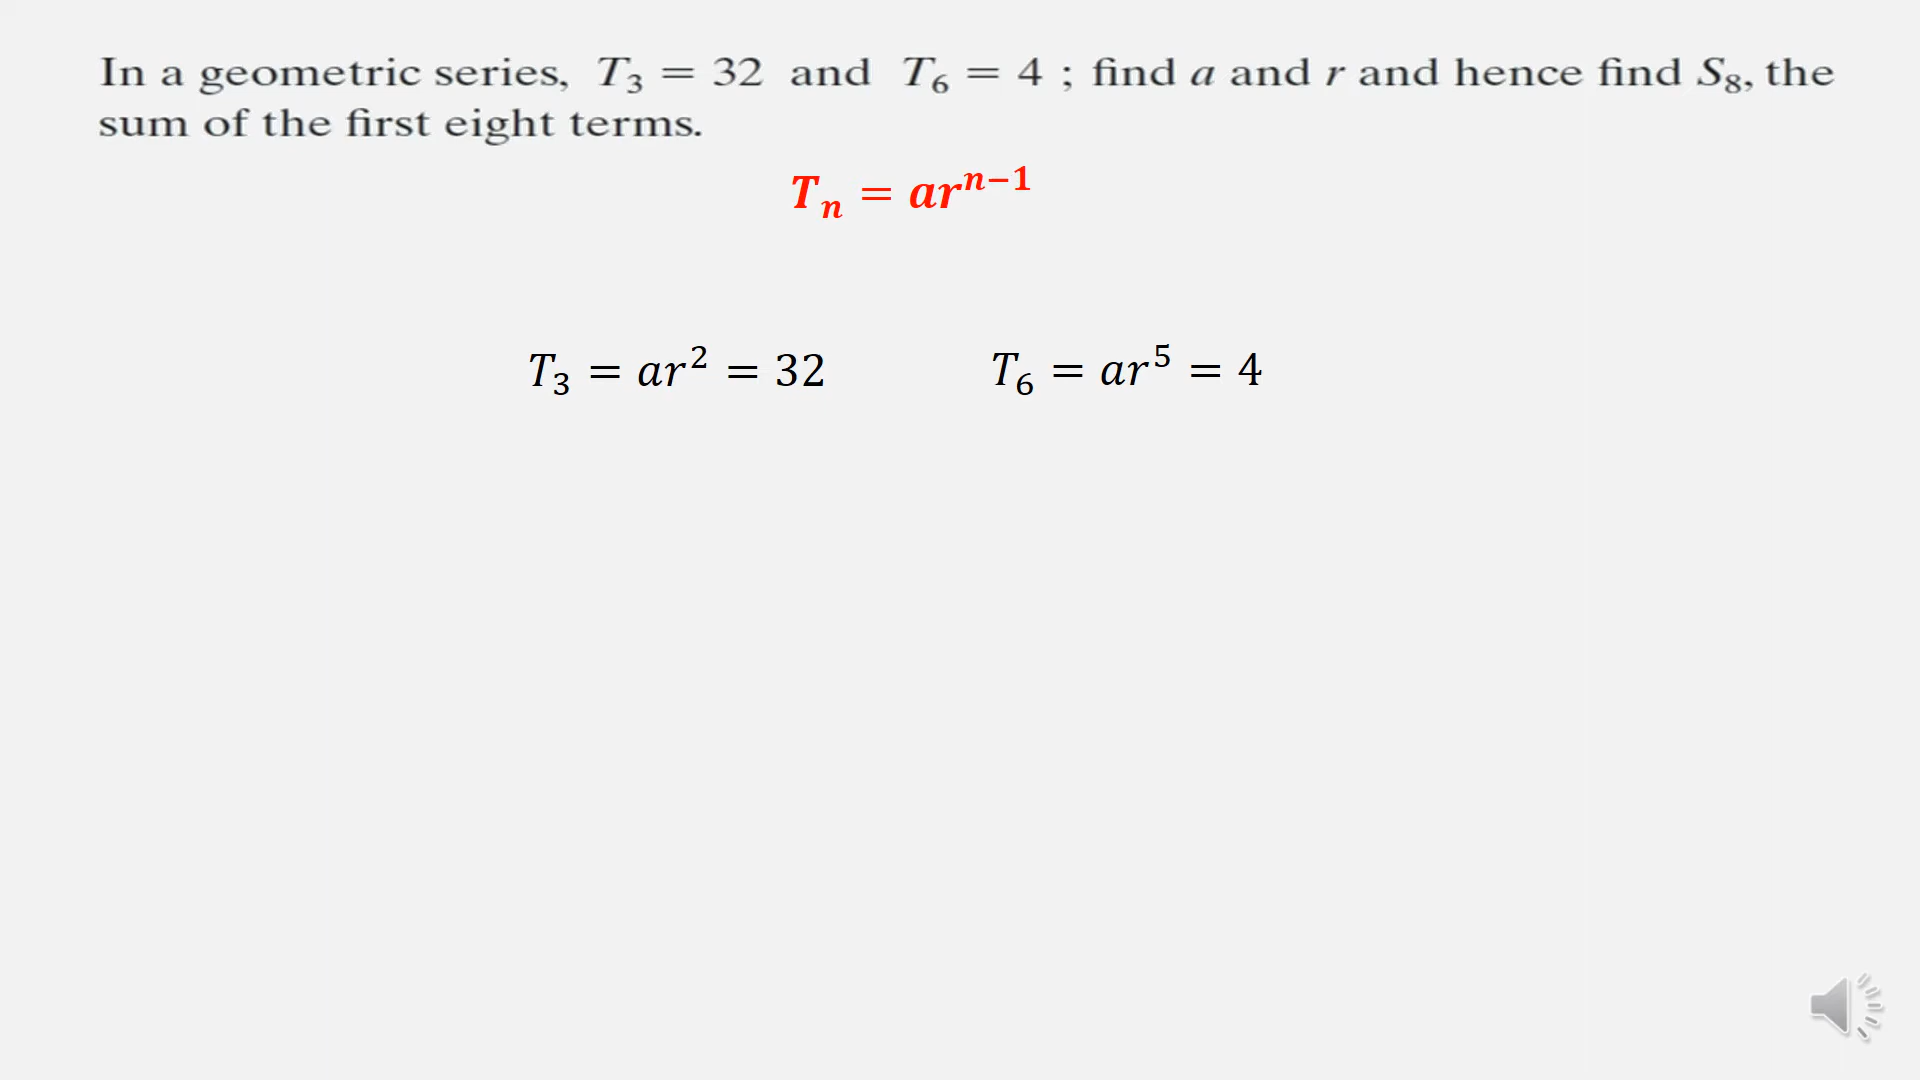 In a geometric series, T₃ = 32 and T₆ = 4 ; find a and r and hence find S₈, the
sum of the first eight terms.
Tₙ = arⁿ⁻¹
T₃ = ar² = 32 T₆ = ar⁵ = 4